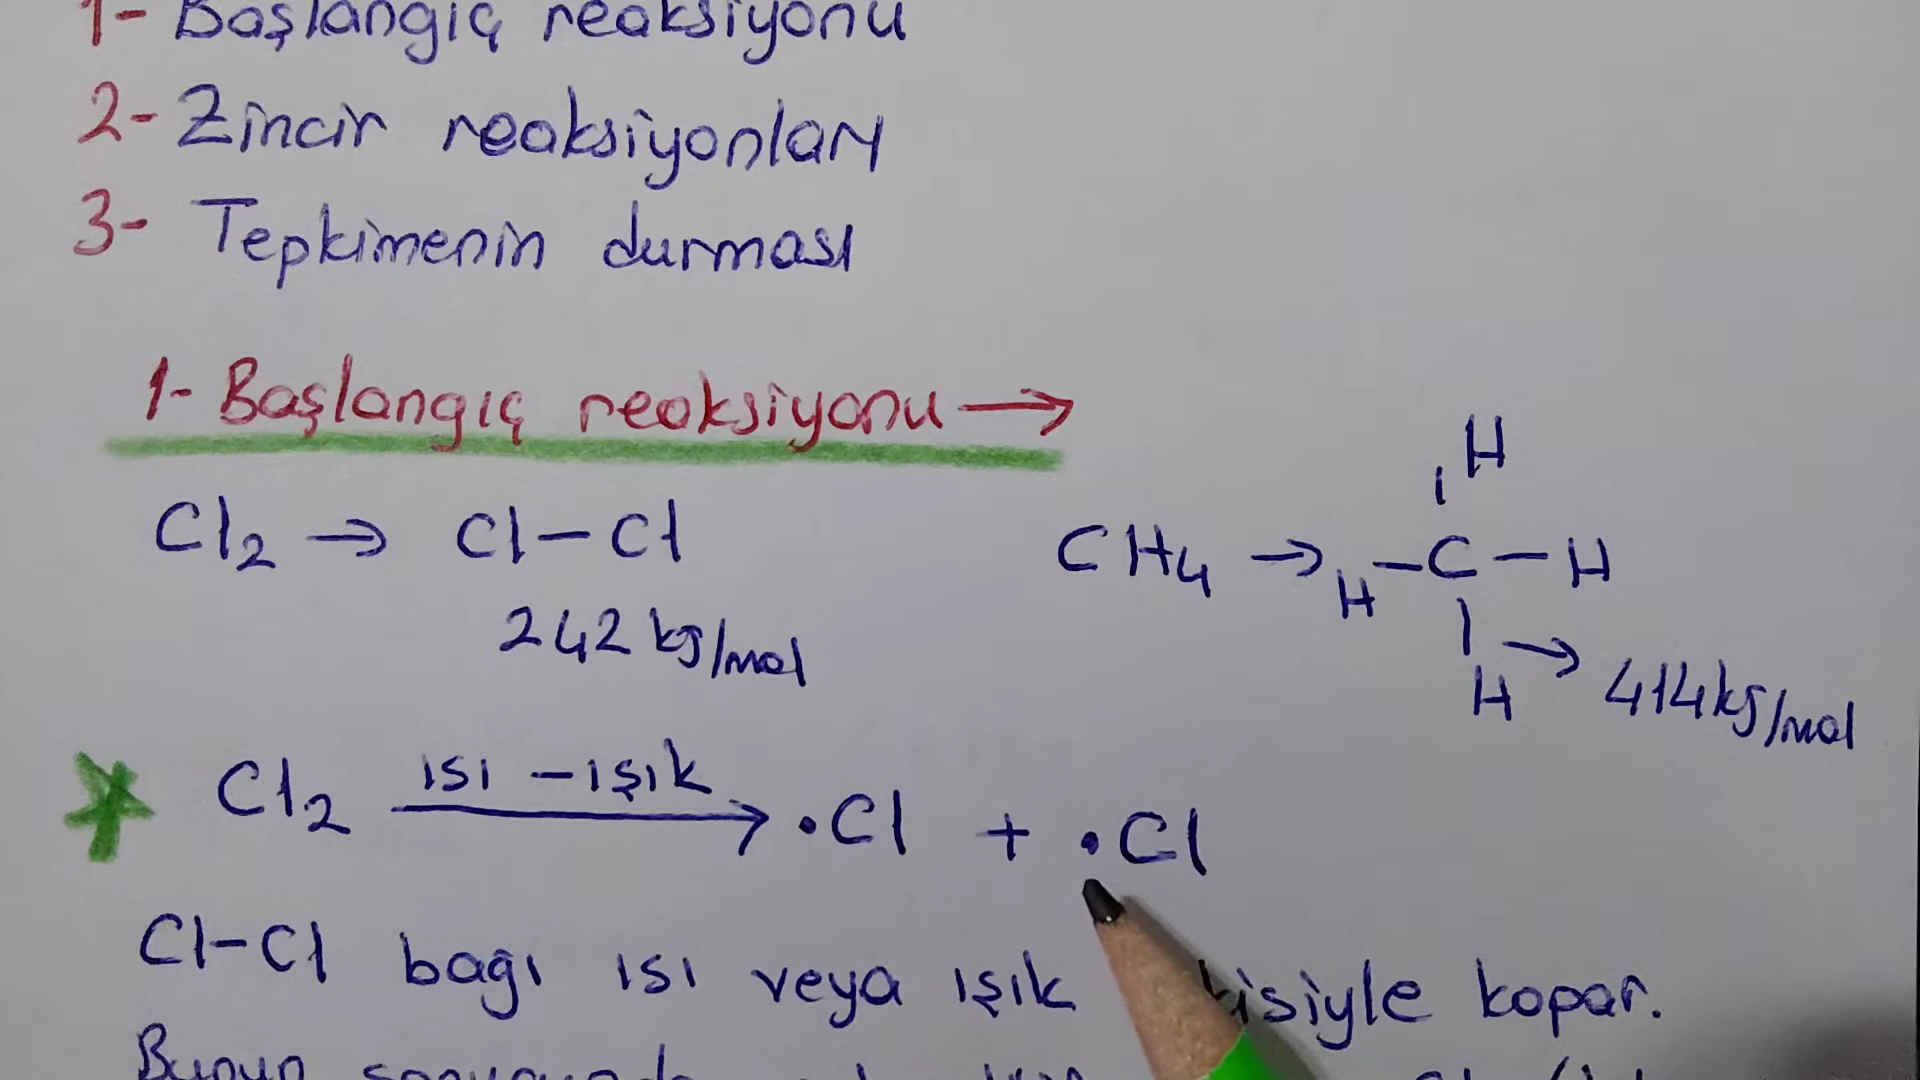 1- Başlangıç reaksiyonu
2- Zincir reaksiyonları
3- Tepkimenin durması
1- Başlangıç reaksiyonu →
Cl₂ → Cl-Cl
242 kj/mol
H
CH₄ → H-C-H
H → 414 kj/mol
Cl₂ ısı - ışık → •Cl + •Cl
Cl-Cl bağı ısı veya ışık kopar.
Bunun